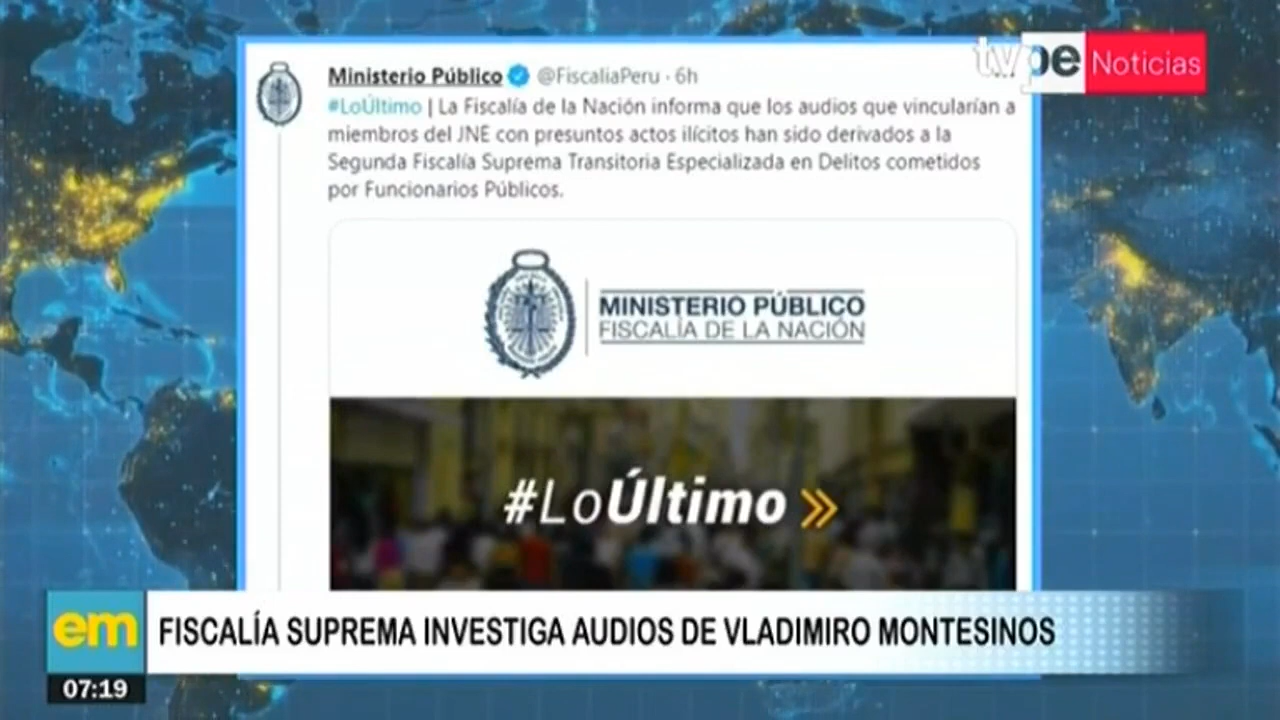 tvpe Noticias
Ministerio Público @FiscaliaPeru · 6h
#LoÚltimo | La Fiscalía de la Nación informa que los audios que vincularían a
miembros del JNE con presuntos actos ilícitos han sido derivados a la
Segunda Fiscalía Suprema Transitoria Especializada en Delitos cometidos
por Funcionarios Públicos.
MINISTERIO PÚBLICO
FISCALÍA DE LA NACIÓN
#LoÚltimo »
em FISCALÍA SUPREMA INVESTIGA AUDIOS DE VLADIMIRO MONTESINOS
07:19